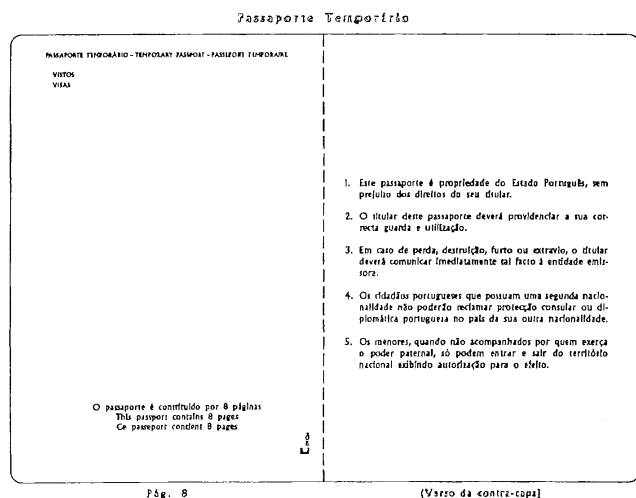 Passaporte Temporário
PASSAPORTE TEMPORÁRIO - TEMPORARY PASSPORT - PASSEPORT TEMPORAIRE
VISTOS
VISAS
O passaporte é constituído por 8 páginas
This passport contains 8 pages
Ce passeport contient 8 pages
Pág. 8
1. Este passaporte é propriedade do Estado Português, sem
prejuízo dos direitos do seu titular.
2. O titular deste passaporte deverá providenciar a sua cor-
recta guarda e utilização.
3. Em caso de perda, destruição, furto ou extravio, o titular
deverá comunicar imediatamente tal facto à entidade emis-
sora.
4. Os cidadãos portugueses que possuam uma segunda nacio-
nalidade não poderão reclamar protecção consular ou di-
plomática portuguesa no país da sua outra nacionalidade.
5. Os menores, quando não acompanhados por quem exerça
o poder paternal, só podem entrar e sair do território
nacional exibindo autorização para o efeito.
(Verso da contra-capa)